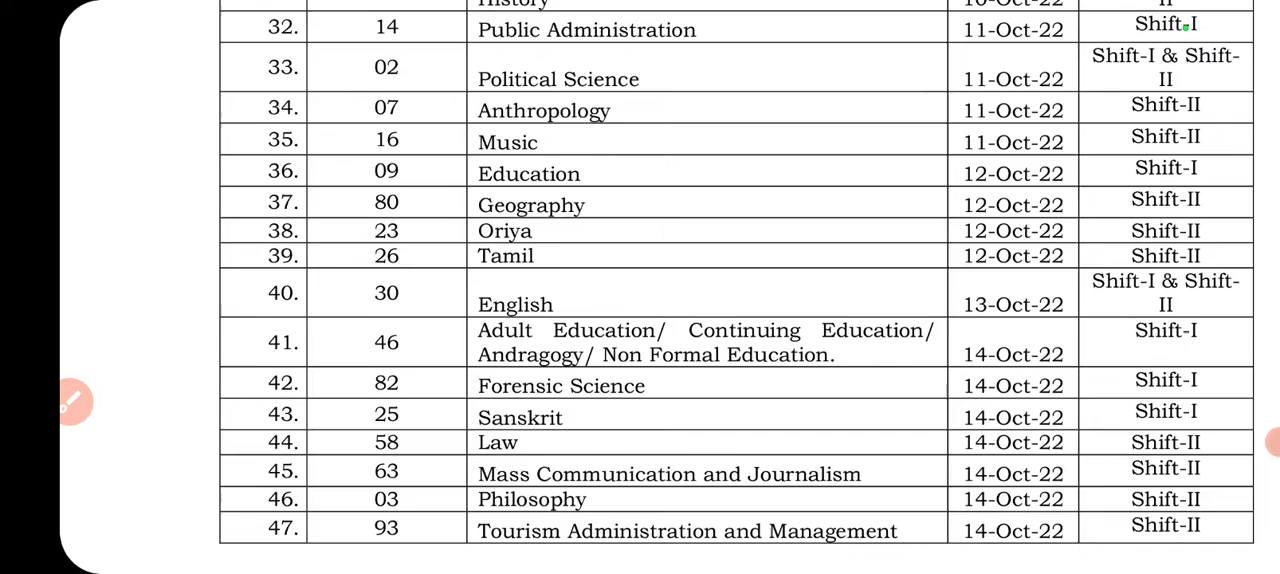 History 10-Oct-22 II
32. 14 Public Administration 11-Oct-22 Shift-I
33. 02 Political Science 11-Oct-22 Shift-I & Shift-
II
34. 07 Anthropology 11-Oct-22 Shift-II
35. 16 Music 11-Oct-22 Shift-II
36. 09 Education 12-Oct-22 Shift-I
37. 80 Geography 12-Oct-22 Shift-II
38. 23 Oriya 12-Oct-22 Shift-II
39. 26 Tamil 12-Oct-22 Shift-II
40. 30 English 13-Oct-22 Shift-I & Shift-
II
41. 46 Adult Education/ Continuing Education/
Andragogy/ Non Formal Education. 14-Oct-22 Shift-I
42. 82 Forensic Science 14-Oct-22 Shift-I
43. 25 Sanskrit 14-Oct-22 Shift-I
44. 58 Law 14-Oct-22 Shift-II
45. 63 Mass Communication and Journalism 14-Oct-22 Shift-II
46. 03 Philosophy 14-Oct-22 Shift-II
47. 93 Tourism Administration and Management 14-Oct-22 Shift-II